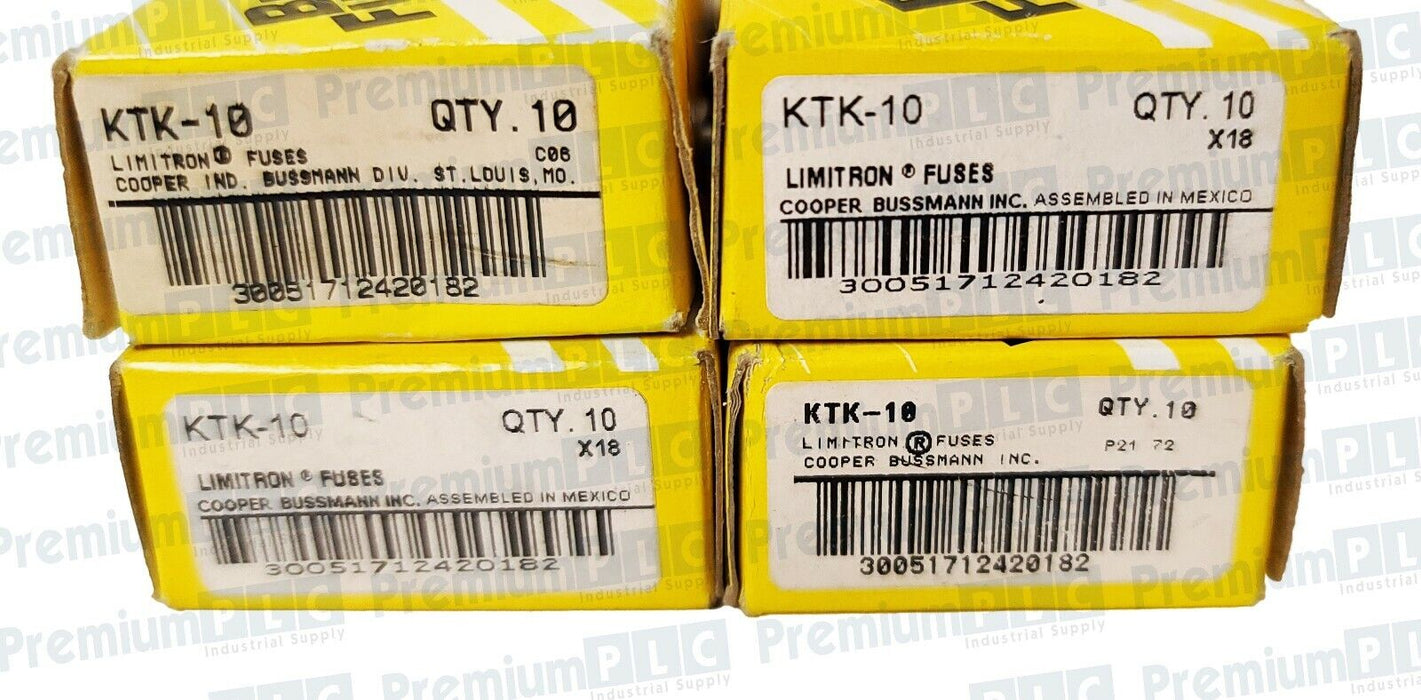 KTK-10 QTY. 10
LIMITRON® FUSES C06
COOPER IND. BUSSMANN DIV. ST.LOUIS, MO.
30051712420182
KTK-10 QTY. 10
X18
LIMITRON ® FUSES
COOPER BUSSMANN INC. ASSEMBLED IN MEXICO
30051712420182
KTK-10 QTY. 10
X18
LIMITRON ® FUSES
COOPER BUSSMANN INC. ASSEMBLED IN MEXICO
30051712420182
KTK-10 QTY. 10
LIMITRON ® FUSES P21 72
COOPER BUSSMANN INC.
30051712420182
Premium PLC
Industrial Supply